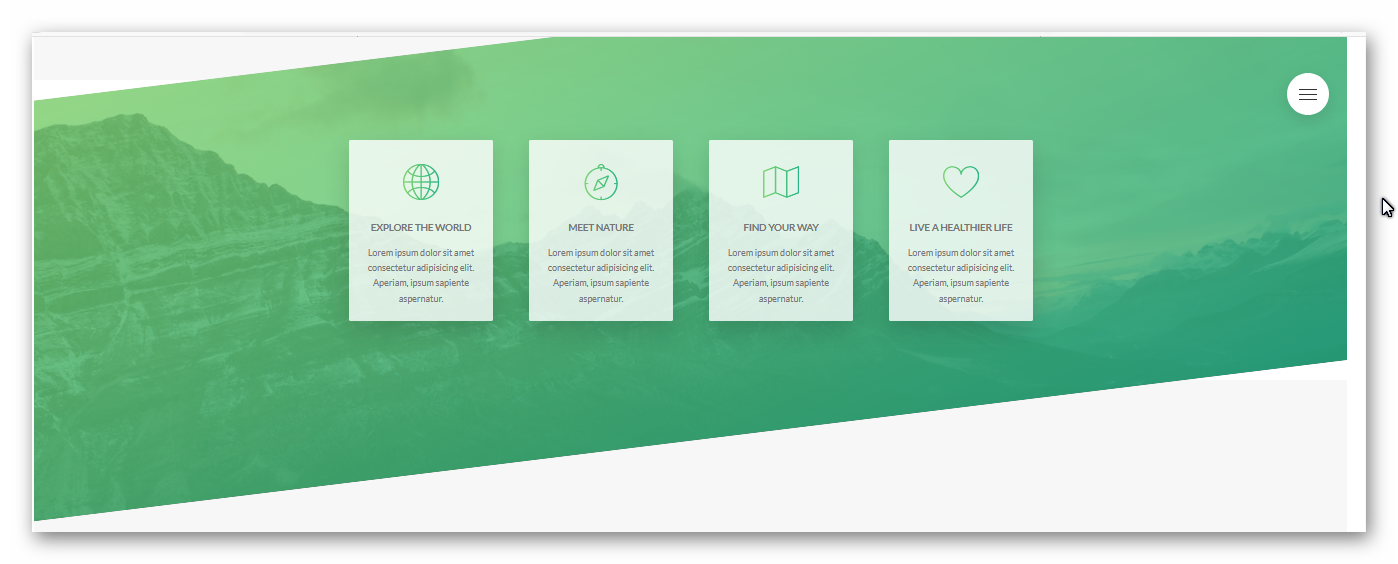 EXPLORE THE WORLD
Lorem ipsum dolor sit amet
consectetur adipisicing elit.
Aperiam, ipsum sapiente
aspernatur.
MEET NATURE
Lorem ipsum dolor sit amet
consectetur adipisicing elit.
Aperiam, ipsum sapiente
aspernatur.
FIND YOUR WAY
Lorem ipsum dolor sit amet
consectetur adipisicing elit.
Aperiam, ipsum sapiente
aspernatur.
LIVE A HEALTHIER LIFE
Lorem ipsum dolor sit amet
consectetur adipisicing elit.
Aperiam, ipsum sapiente
aspernatur.